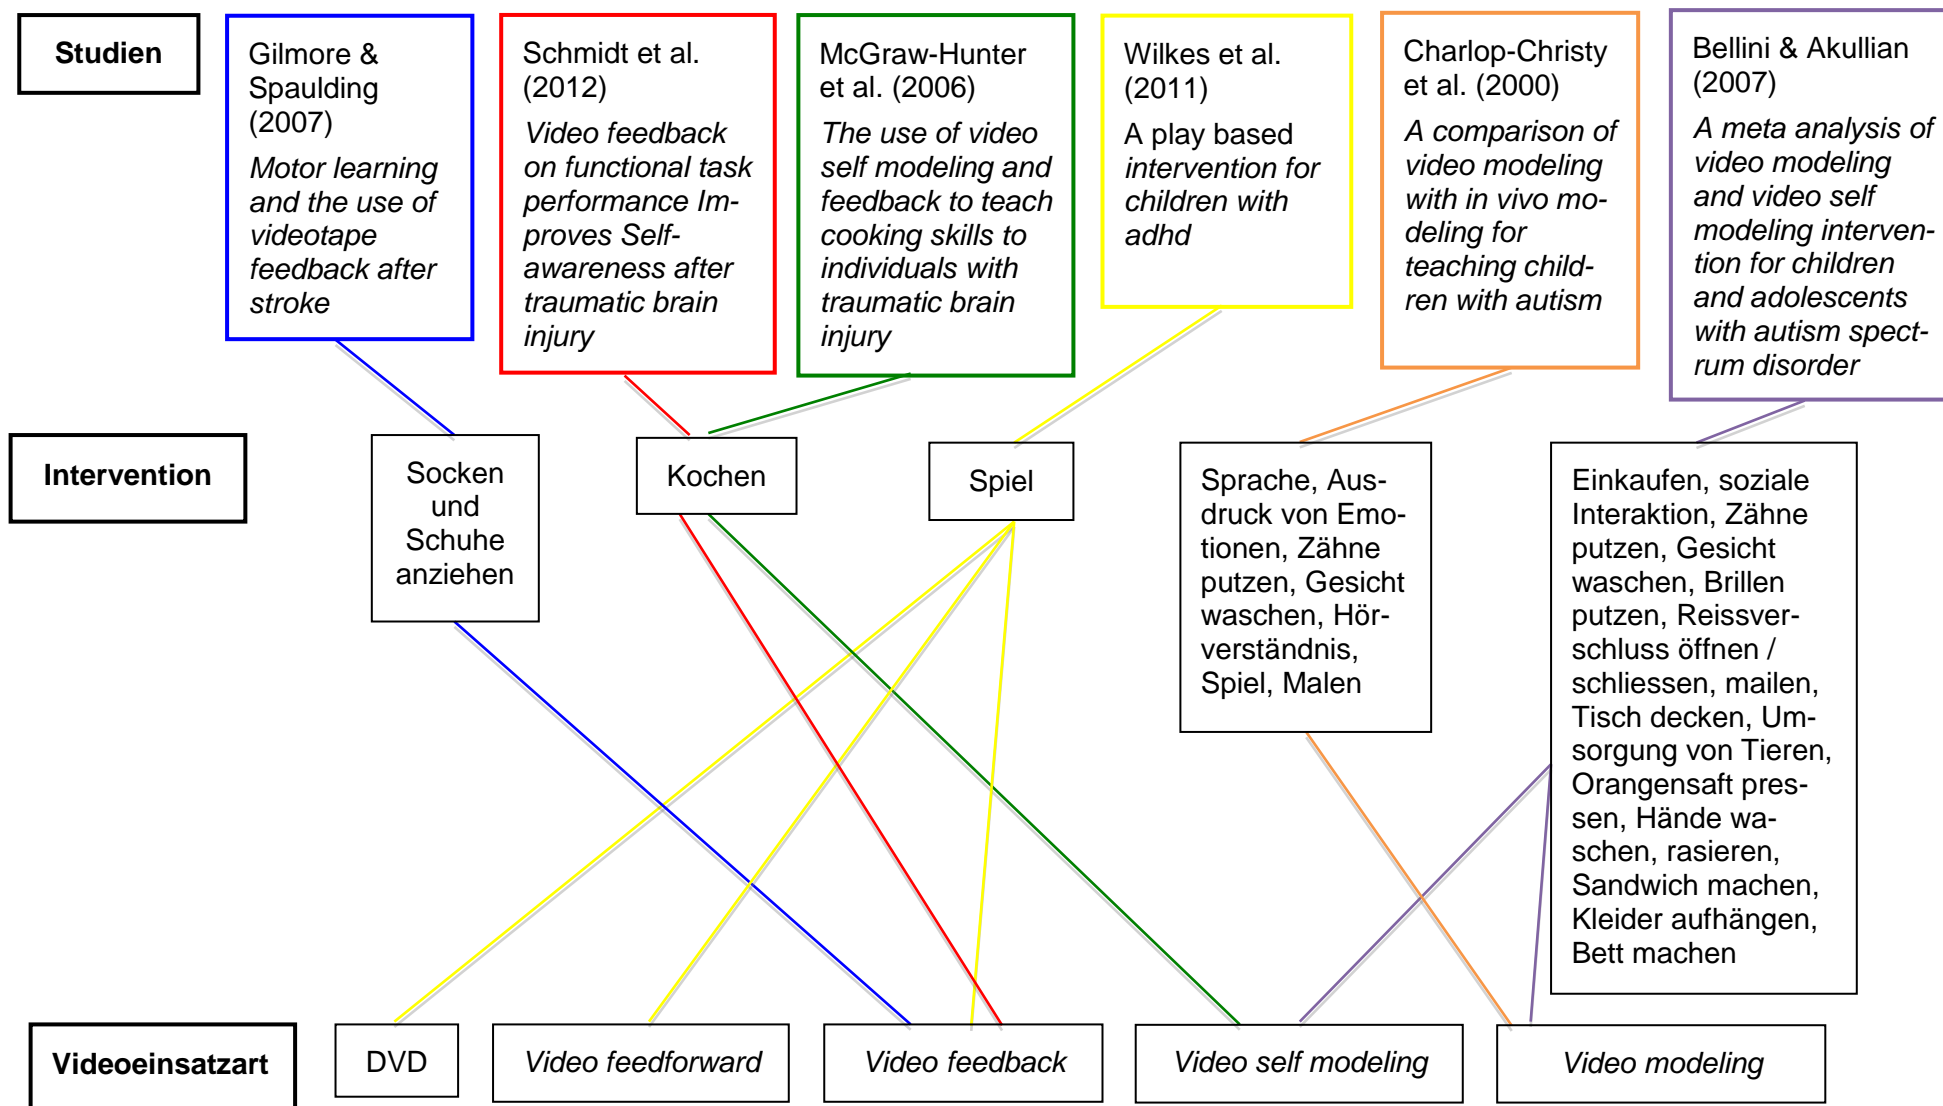 Studien
Gilmore &
Spaulding
(2007)
Motor learning
and the use of
videotape
feedback after
stroke
Schmidt et al.
(2012)
Video feedback
on functional task
performance Im-
proves Self-
awareness after
traumatic brain
injury
McGraw-Hunter
et al. (2006)
The use of video
self modeling and
feedback to teach
cooking skills to
individuals with
traumatic brain
injury
Wilkes et al.
(2011)
A play based
intervention for
children with
adhd
Charlop-Christy
et al. (2000)
A comparison of
video modeling
with in vivo mo-
deling for
teaching child-
ren with autism
Bellini & Akullian
(2007)
A meta analysis of
video modeling
and video self
modeling interven-
tion for children
and adolescents
with autism spect-
rum disorder
Intervention
Socken
und
Schuhe
anziehen
Kochen
Spiel
Sprache, Aus-
druck von Emo-
tionen, Zähne
putzen, Gesicht
waschen, Hör-
verständnis,
Spiel, Malen
Einkaufen, soziale
Interaktion, Zähne
putzen, Gesicht
waschen, Brillen
putzen, Reissver-
schluss öffnen /
schliessen, mailen,
Tisch decken, Um-
sorgung von Tieren,
Orangensaft pres-
sen, Hände wa-
schen, rasieren,
Sandwich machen,
Kleider aufhängen,
Bett machen
Videoeinsatzart
DVD
Video feedforward
Video feedback
Video self modeling
Video modeling